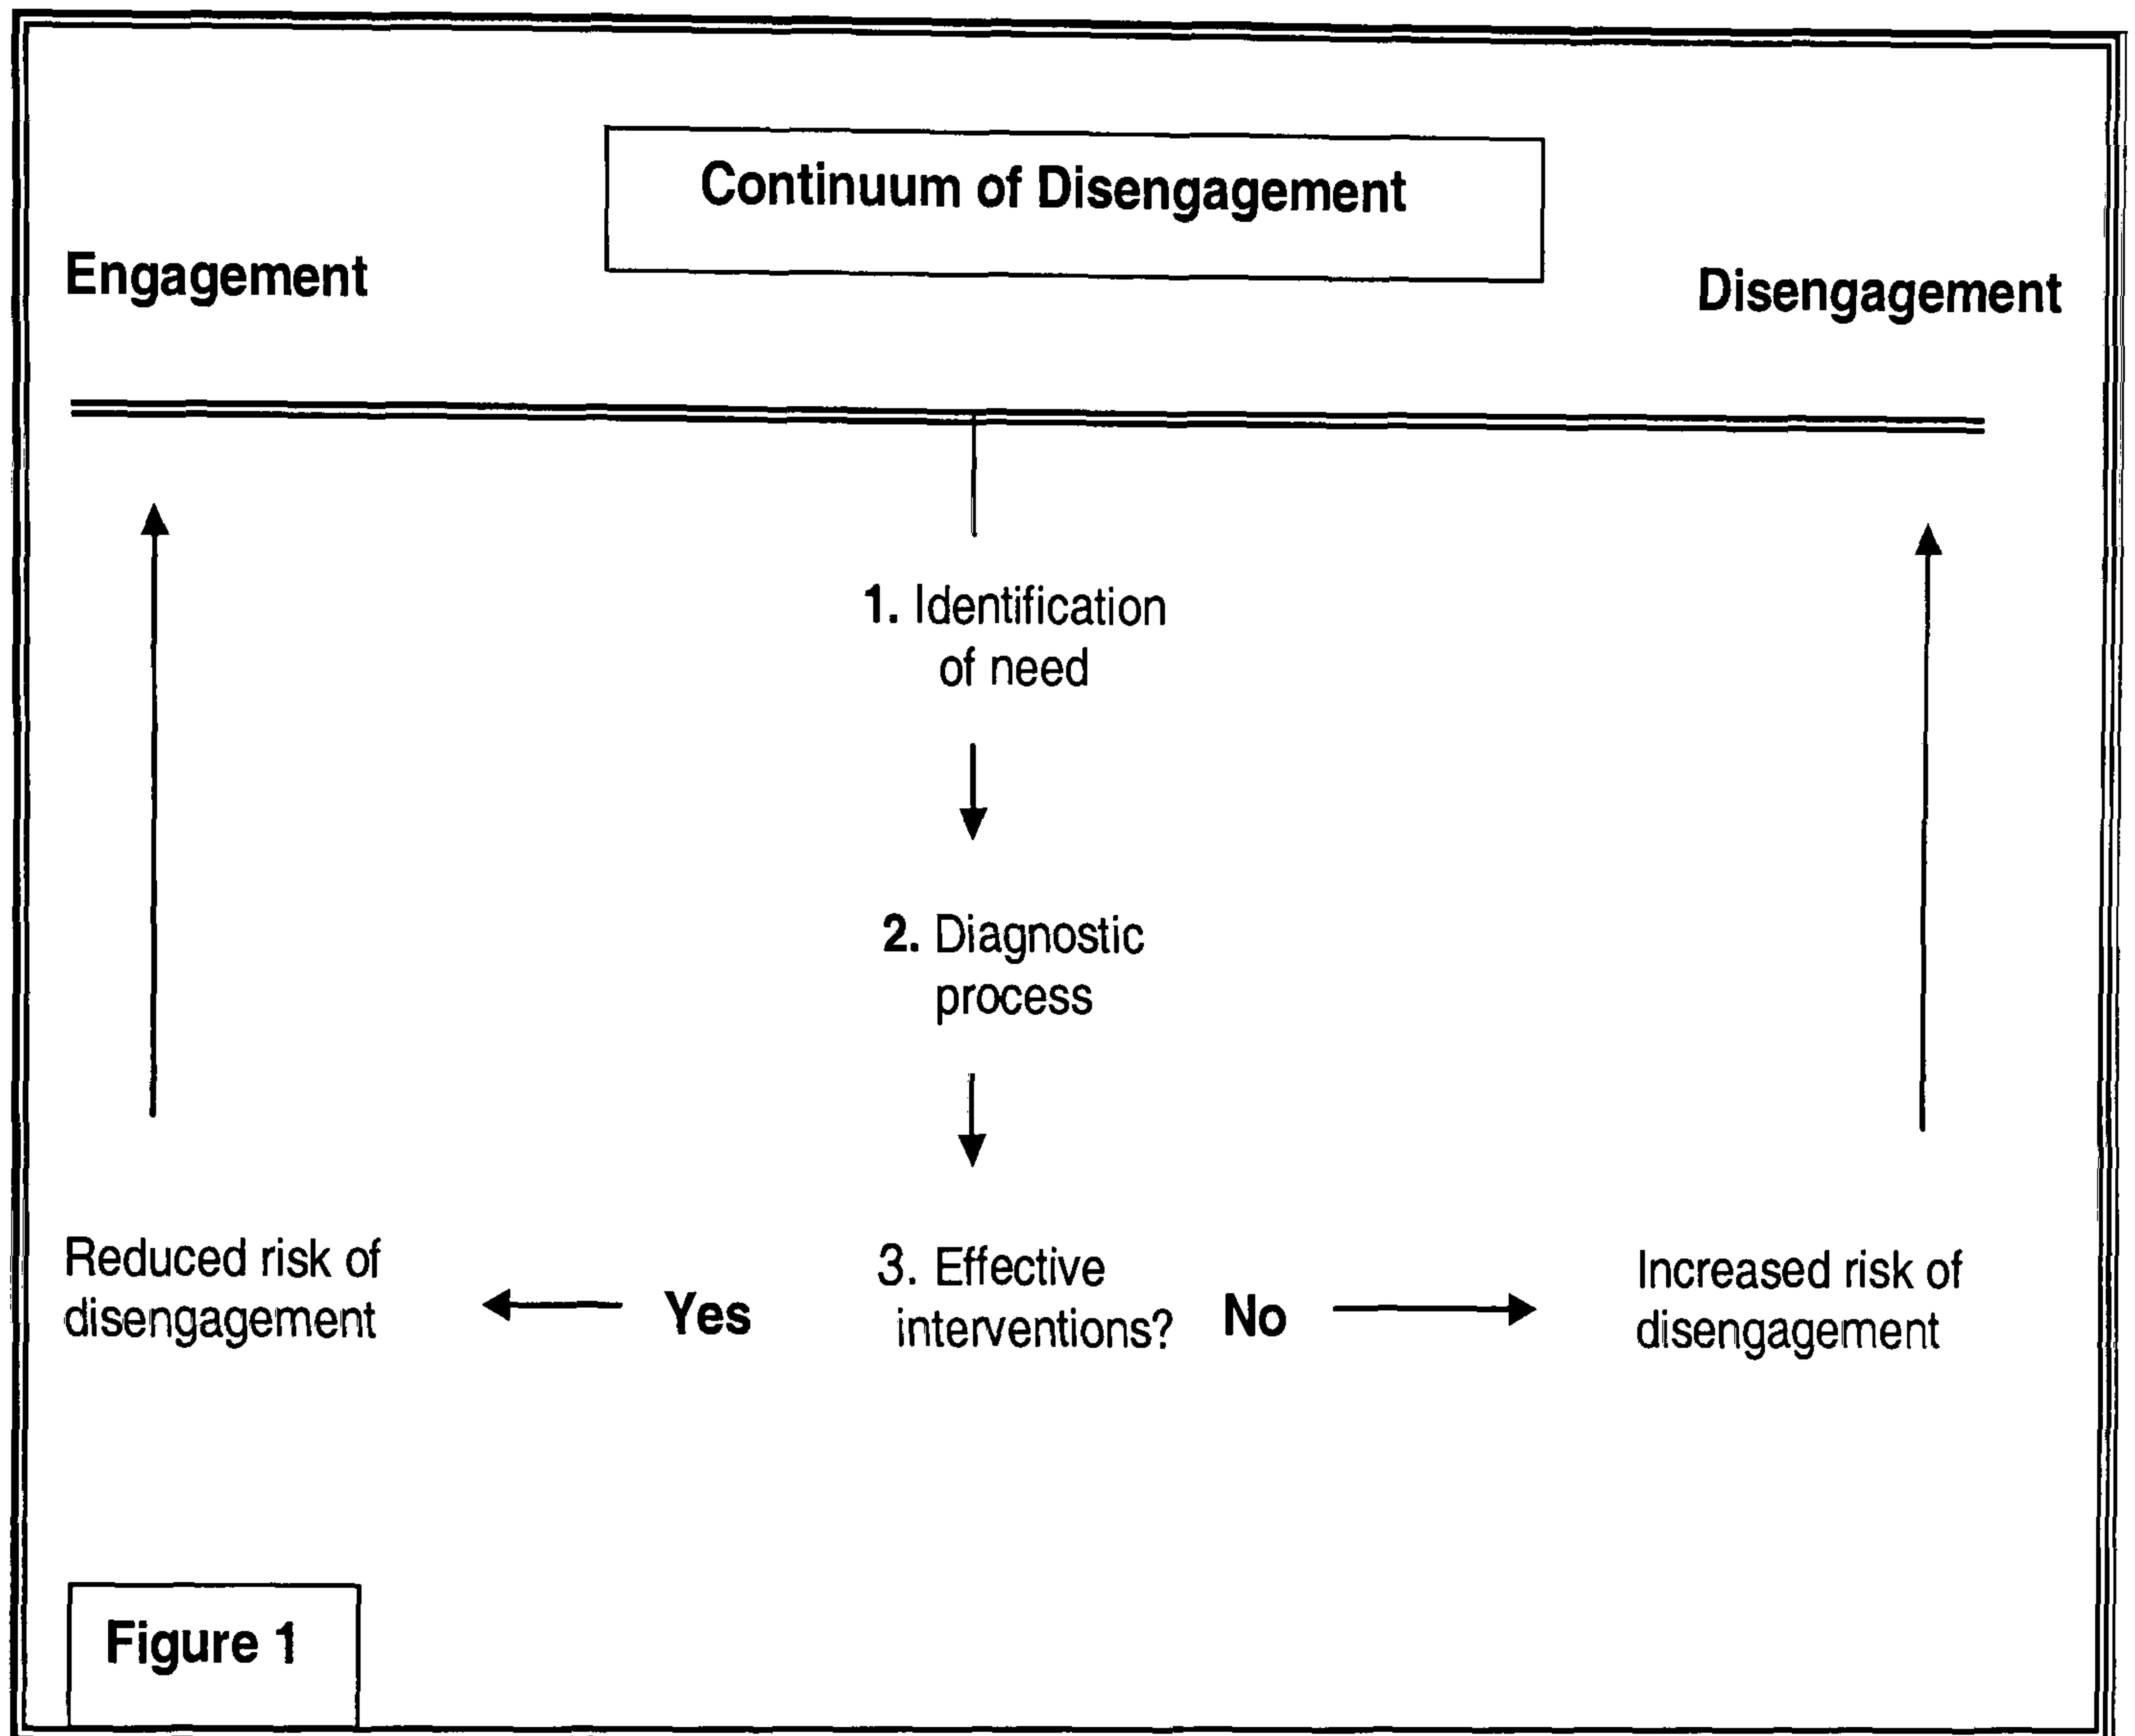 Continuum of Disengagement
Engagement
Disengagement
1. Identification
of need
2. Diagnostic
process
Reduced risk of
disengagement
Yes
3. Effective
interventions?
No
Increased risk of
disengagement
Figure 1